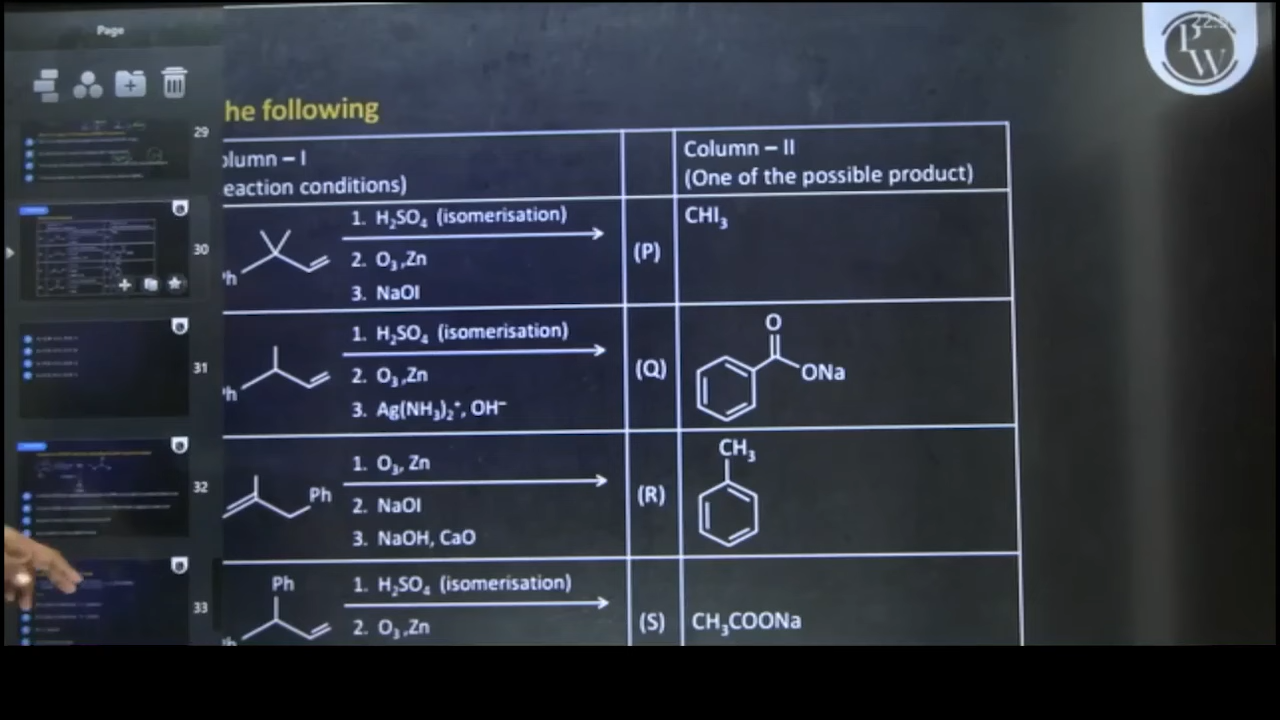 Page
he following
29
30
31
32
33
olumn – I
eaction conditions)
Column – II
(One of the possible product)
1. H₂SO₄ (isomerisation)
2. O₃,Zn
3. NaOI
Ph
(P)
CHI₃
1. H₂SO₄ (isomerisation)
2. O₃,Zn
3. Ag(NH₃)₂⁺, OH⁻
Ph
(Q)
O
ONa
1. O₃, Zn
2. NaOI
3. NaOH, CaO
Ph
(R)
CH₃
Ph
1. H₂SO₄ (isomerisation)
2. O₃,Zn
Ph
(S)
CH₃COONa
P
W